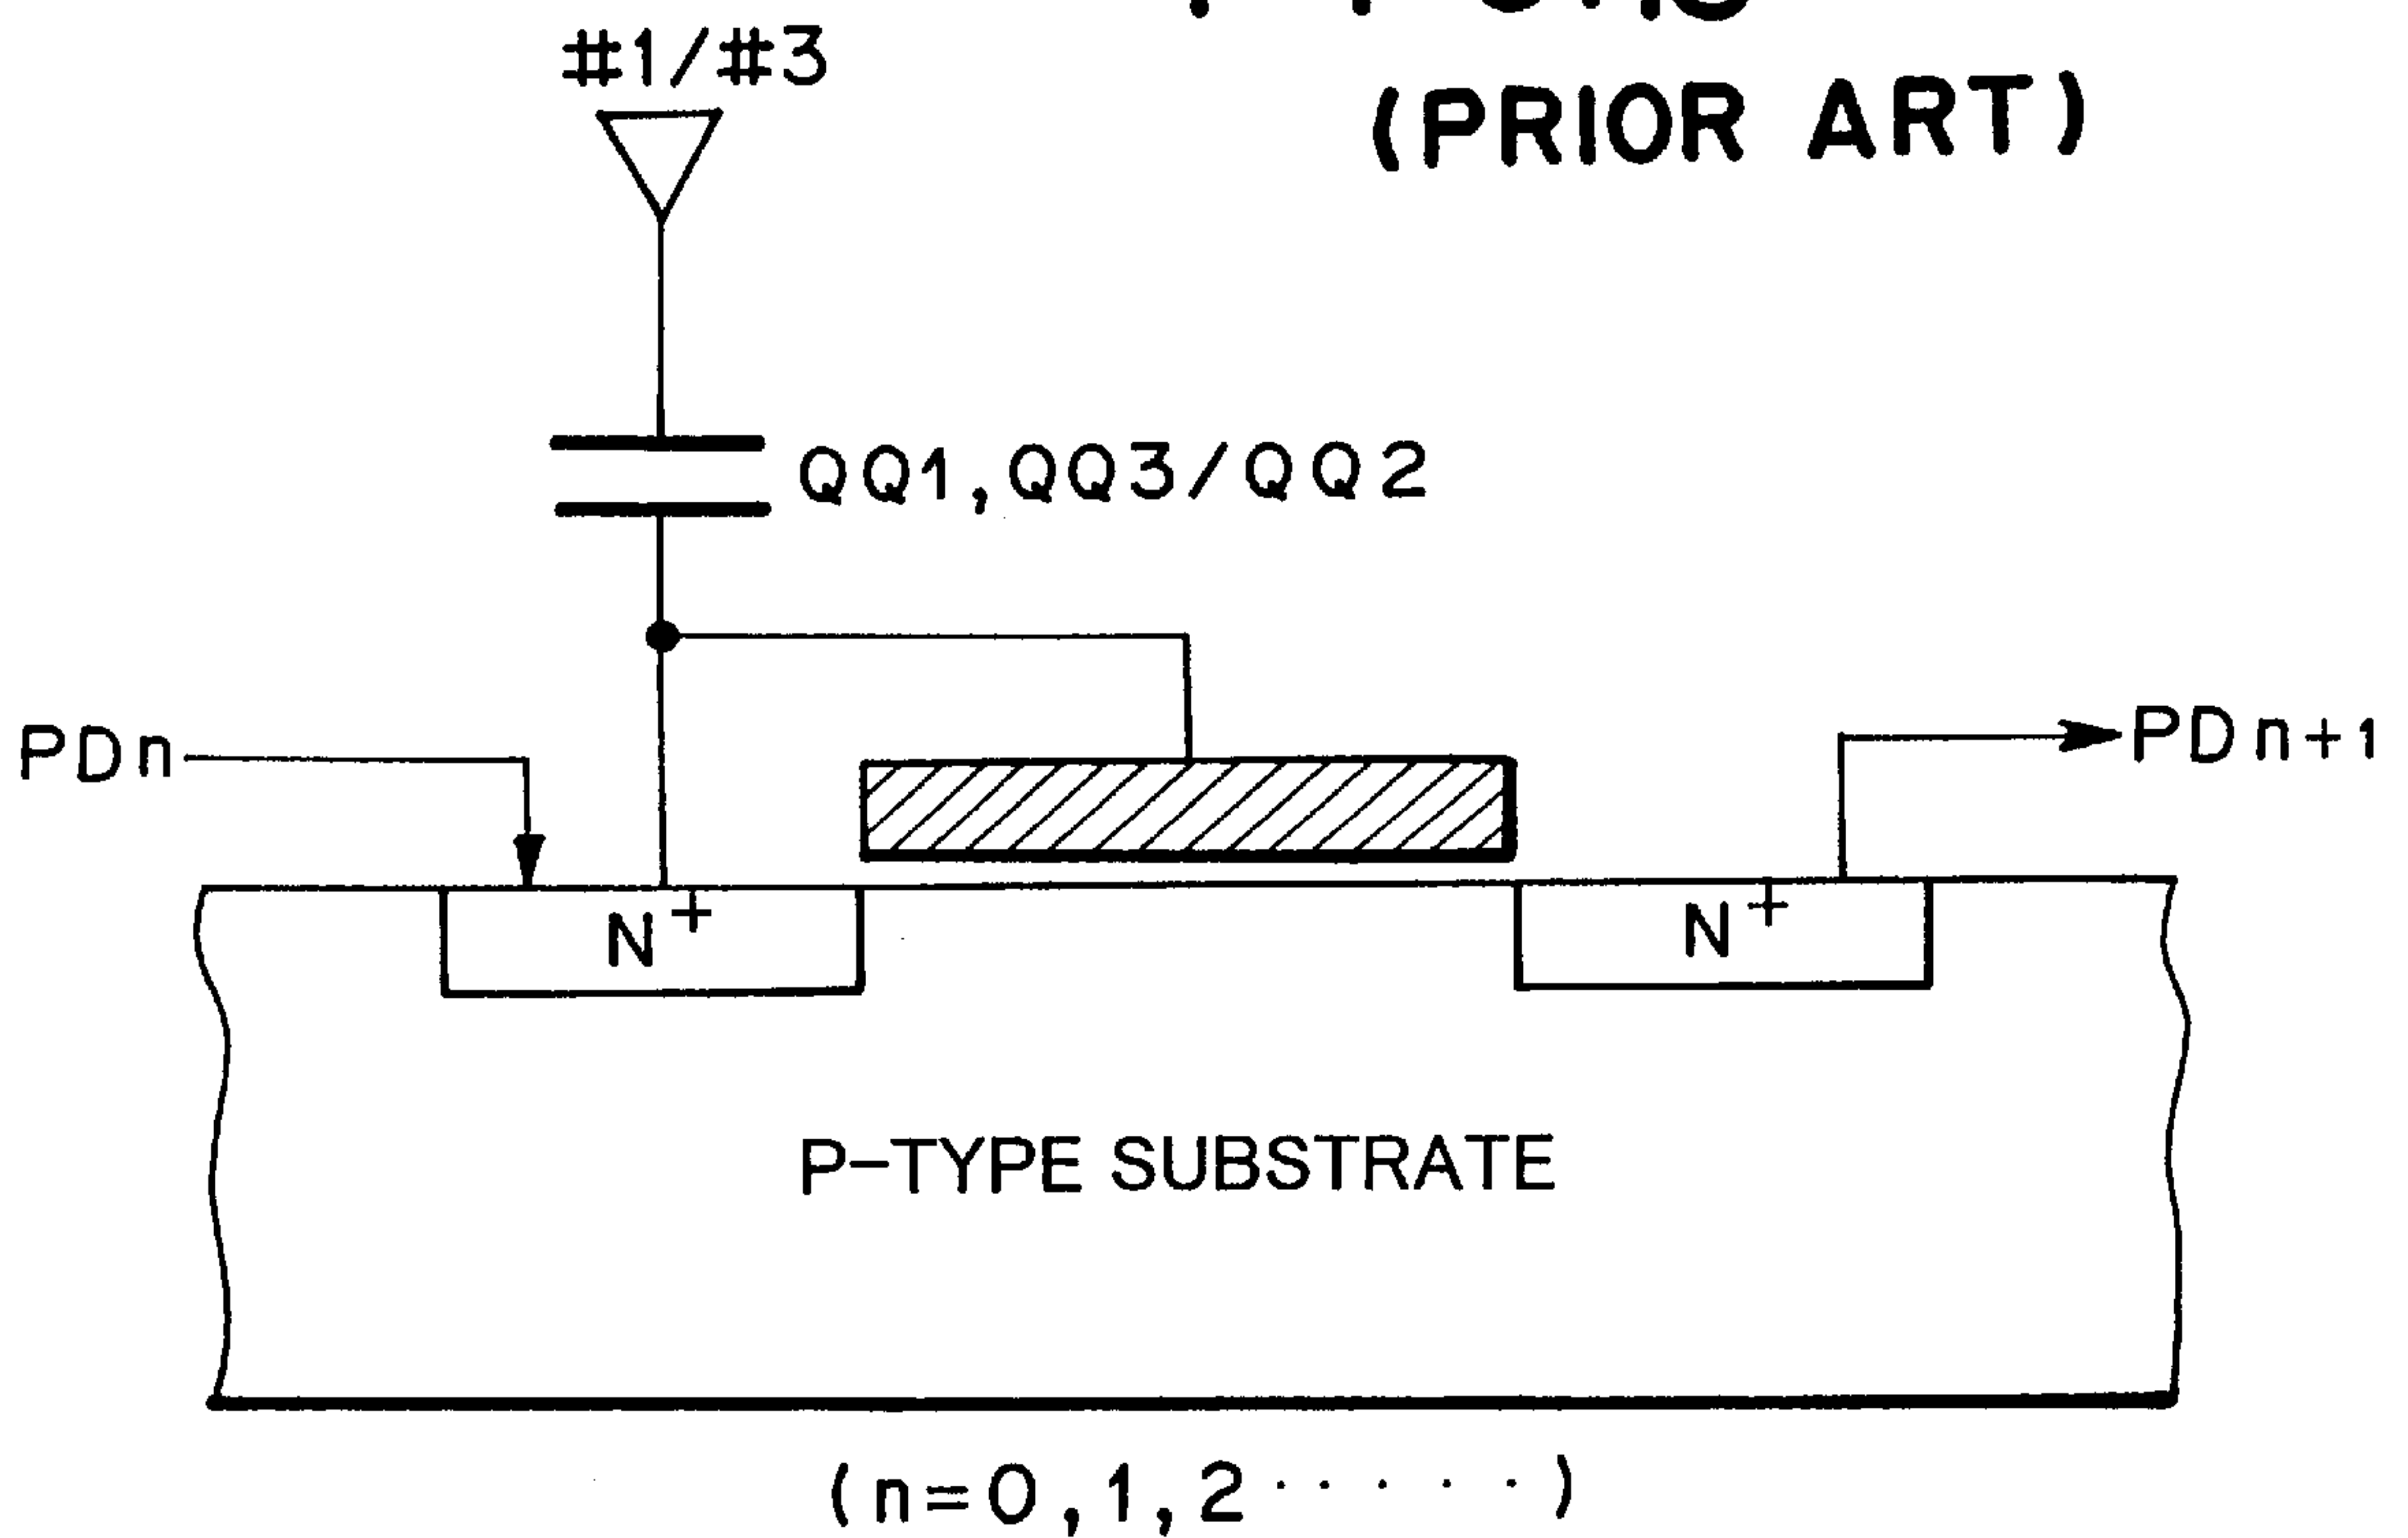 (PRIOR ART)
#1/#3
QQ1,QQ3/QQ2
PDn
PDn+1
N+
N+
P-TYPE SUBSTRATE
(n=0,1,2·····)